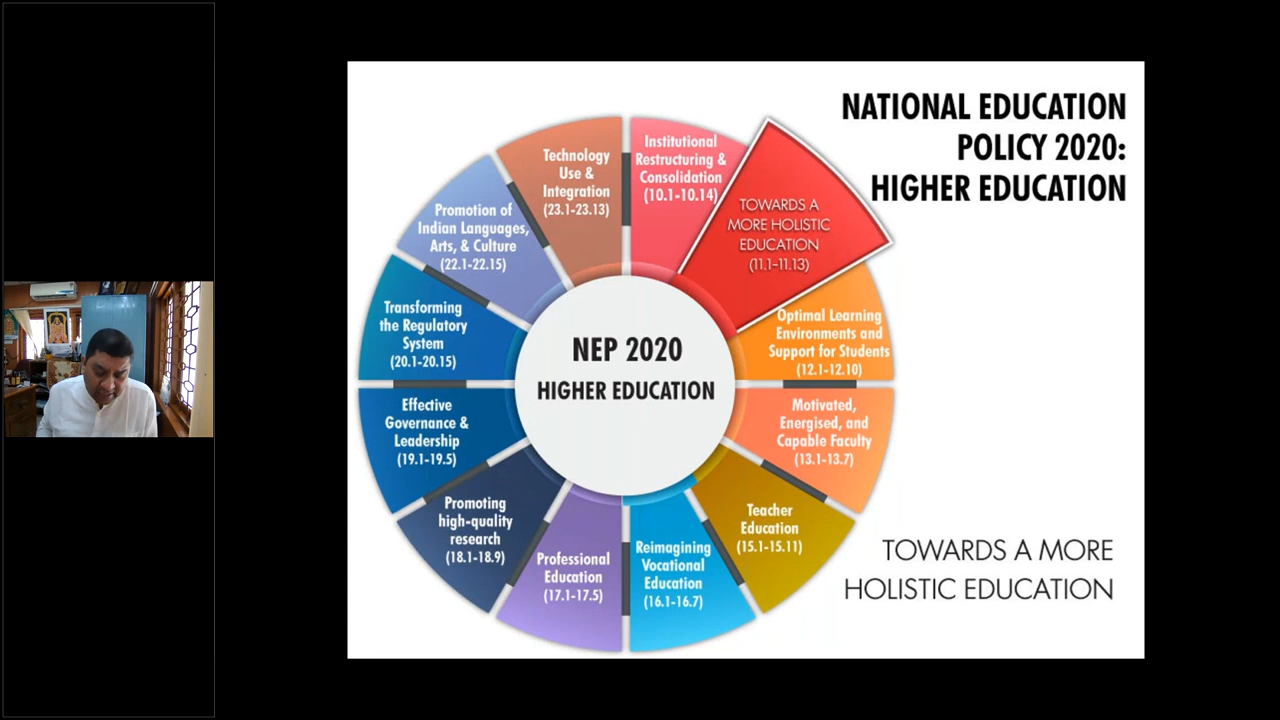 NATIONAL EDUCATION
POLICY 2020:
HIGHER EDUCATION
Institutional
Restructuring &
Consolidation
(10.1-10.14)
TOWARDS A
MORE HOLISTIC
EDUCATION
(11.1-11.13)
Optimal Learning
Environments and
Support for Students
(12.1-12.10)
Motivated,
Energised, and
Capable Faculty
(13.1-13.7)
Teacher
Education
(15.1-15.11)
Reimagining
Vocational
Education
(16.1-16.7)
Professional
Education
(17.1-17.5)
Promoting
high-quality
research
(18.1-18.9)
Effective
Governance &
Leadership
(19.1-19.5)
Transforming
the Regulatory
System
(20.1-20.15)
Promotion of
Indian Languages,
Arts, & Culture
(22.1-22.15)
Technology
Use &
Integration
(23.1-23.13)
NEP 2020
HIGHER EDUCATION
TOWARDS A MORE
HOLISTIC EDUCATION